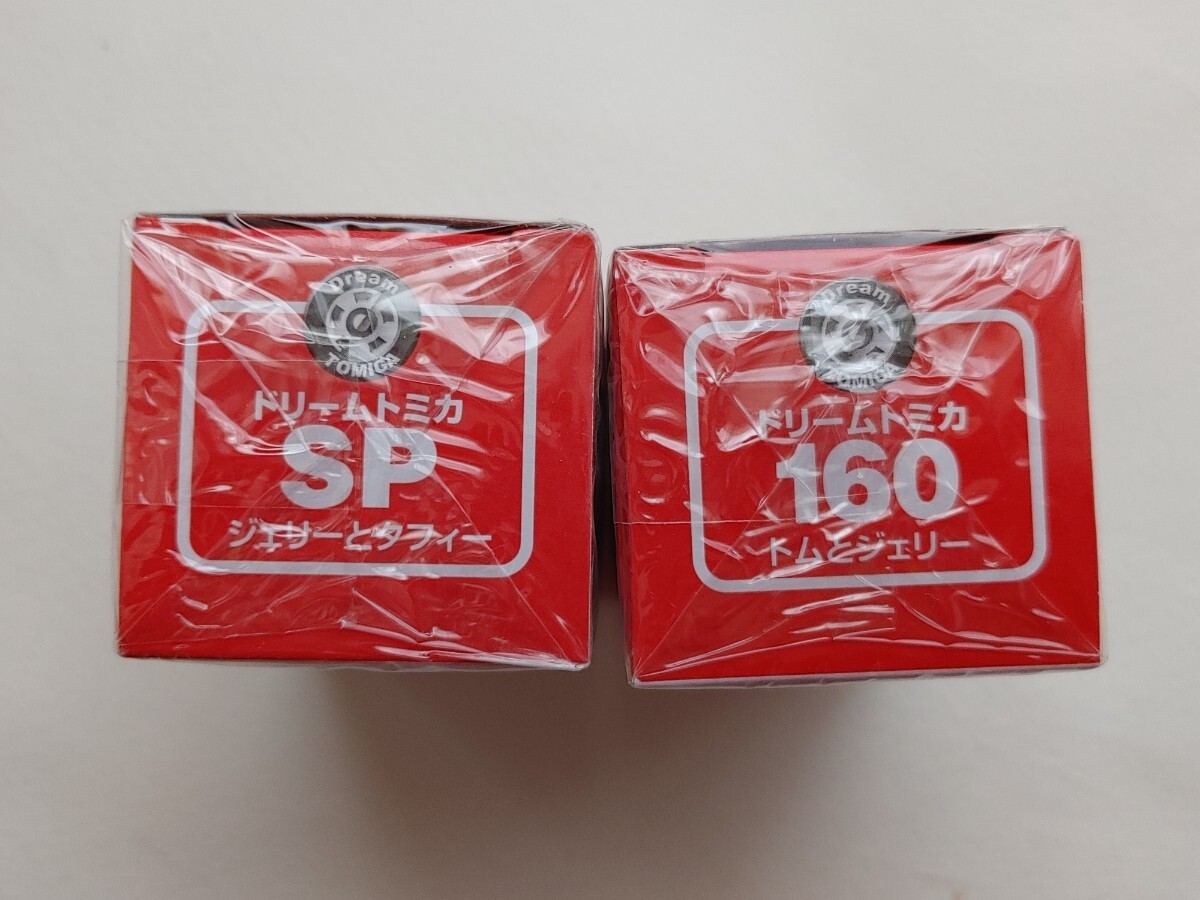 Dream
TOMICA
ドリームトミカ
SP
ジェリーとタフィー
Dream
TOMICA
ドリームトミカ
160
トムとジェリー